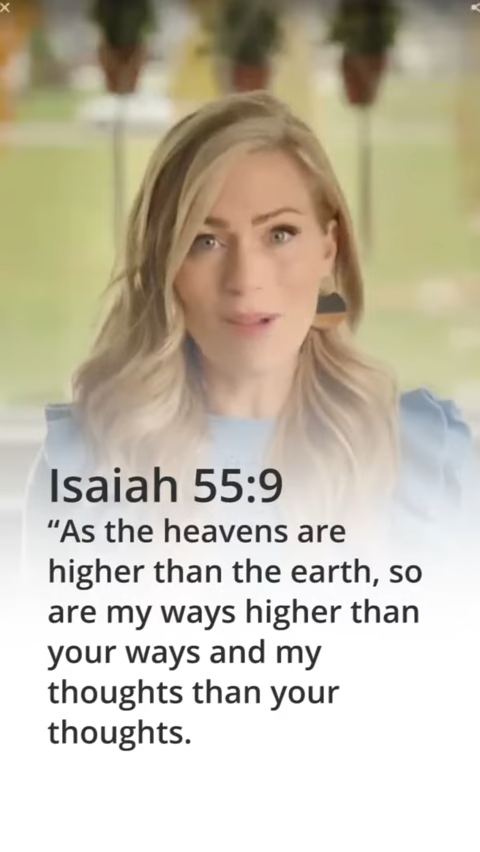 Isaiah 55:9
“As the heavens are
higher than the earth, so
are my ways higher than
your ways and my
thoughts than your
thoughts.